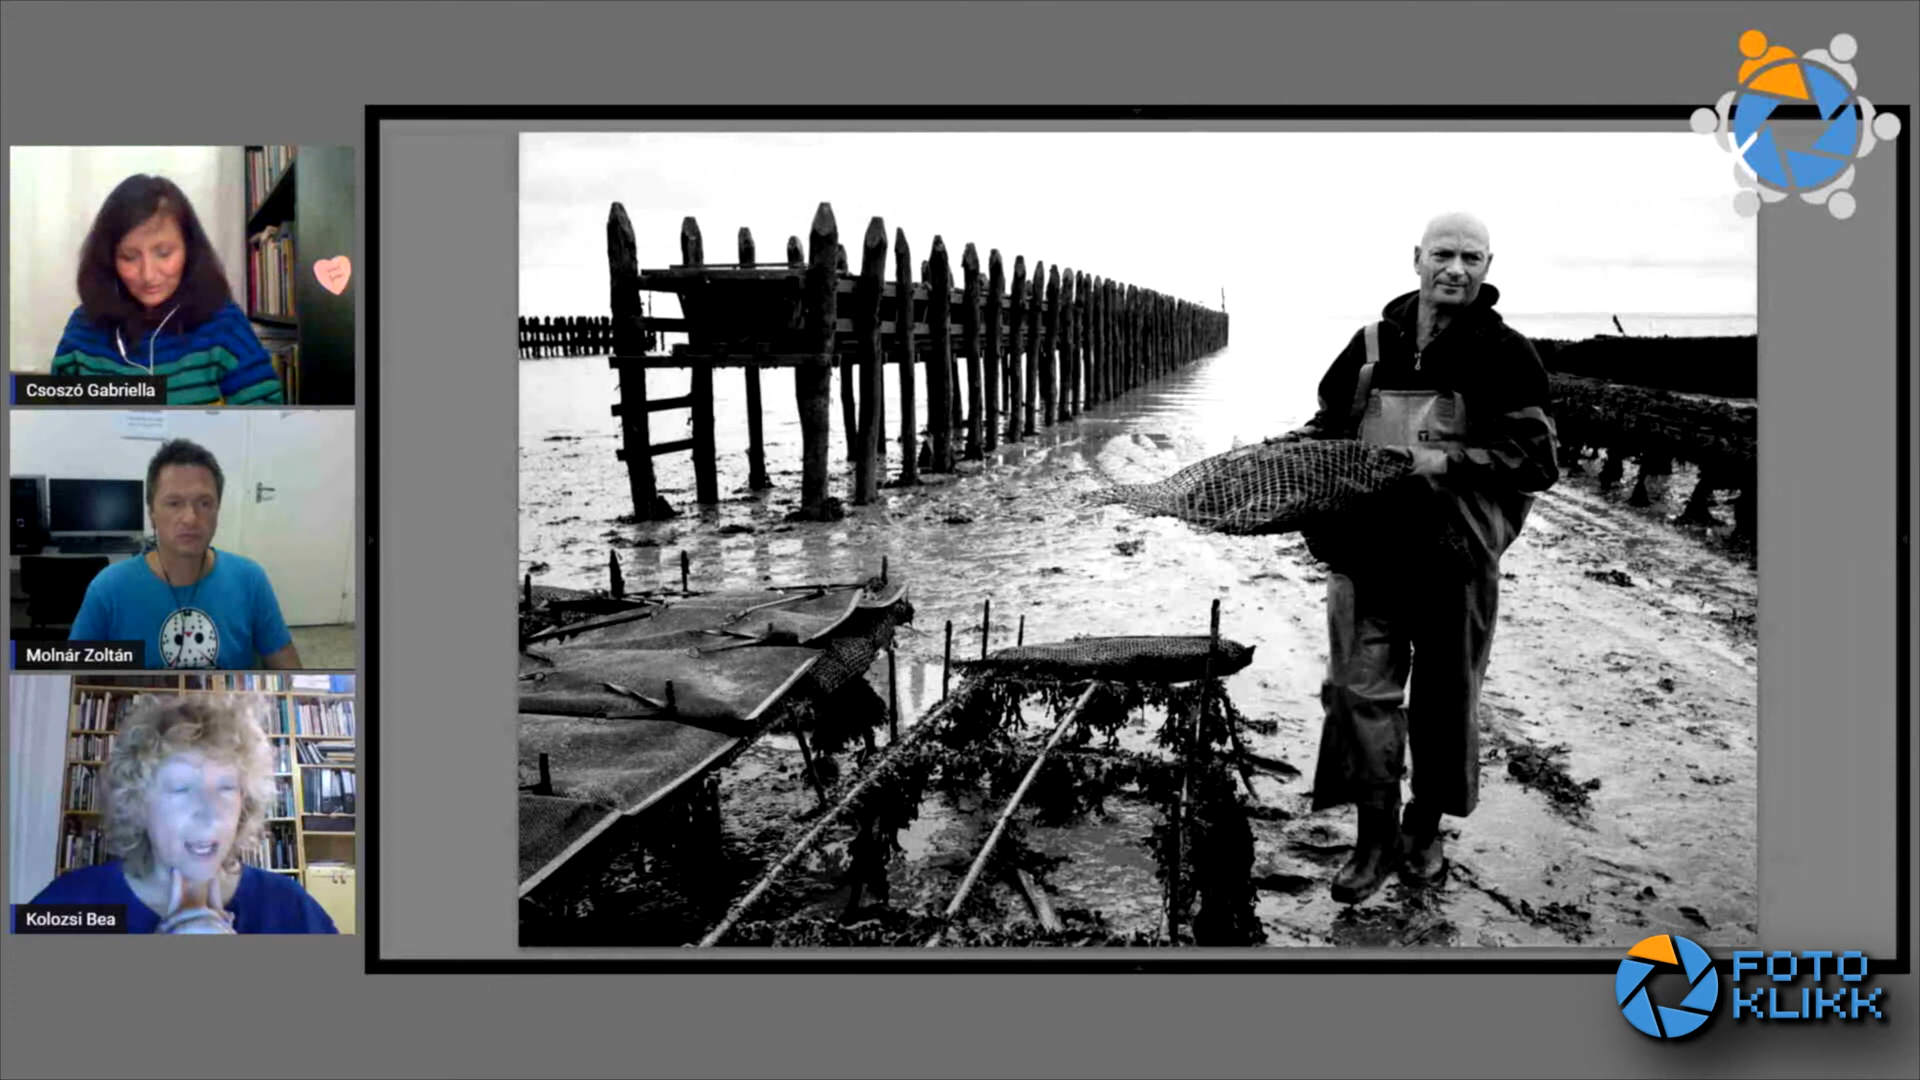 Csoszó Gabriella
Molnár Zoltán
Kolozsi Bea
FOTO
KLIKK